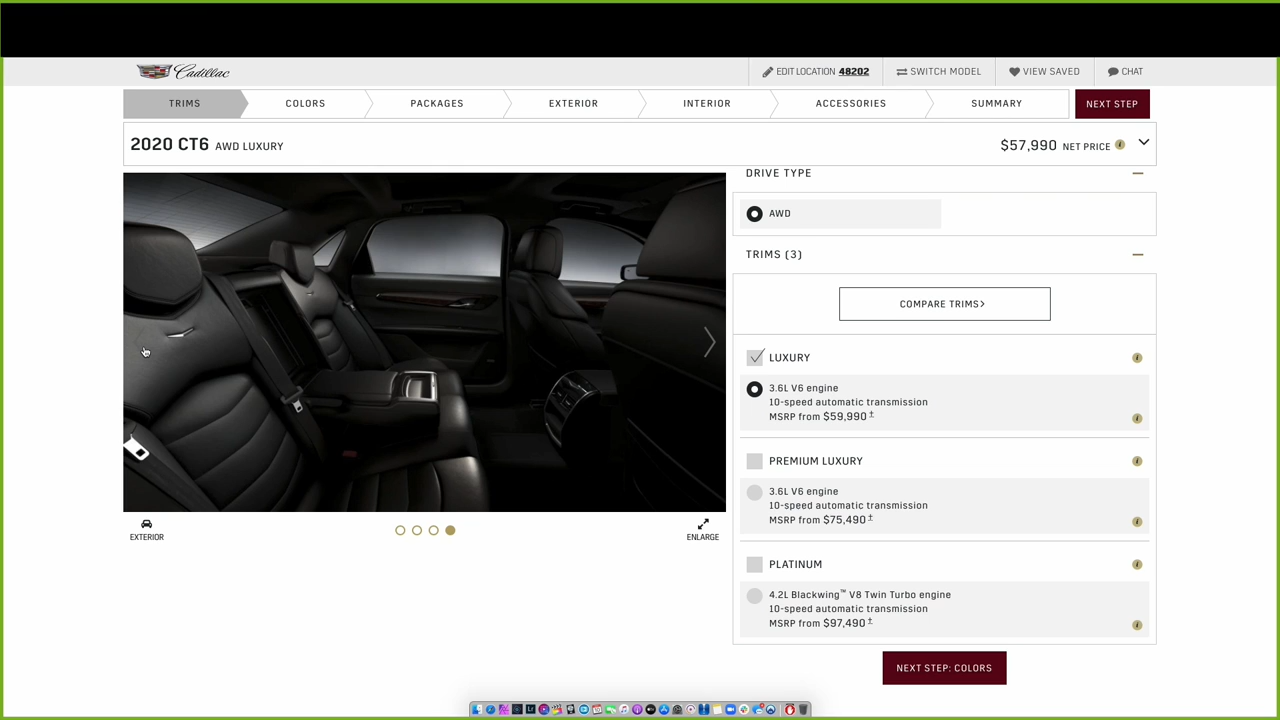 Cadillac
EDIT LOCATION 48202
SWITCH MODEL
VIEW SAVED
CHAT
TRIMS
COLORS
PACKAGES
EXTERIOR
INTERIOR
ACCESSORIES
SUMMARY
NEXT STEP
2020 CT6 AWD LUXURY
$57,990 NET PRICE i
DRIVE TYPE
AWD
TRIMS (3)
COMPARE TRIMS>
LUXURY i
3.6L V6 engine
10-speed automatic transmission
MSRP from $59,990 ‡ i
PREMIUM LUXURY i
3.6L V6 engine
10-speed automatic transmission
MSRP from $75,490 ‡ i
PLATINUM i
4.2L Blackwing™ V8 Twin Turbo engine
10-speed automatic transmission
MSRP from $97,490 ‡ i
EXTERIOR
ENLARGE
NEXT STEP: COLORS